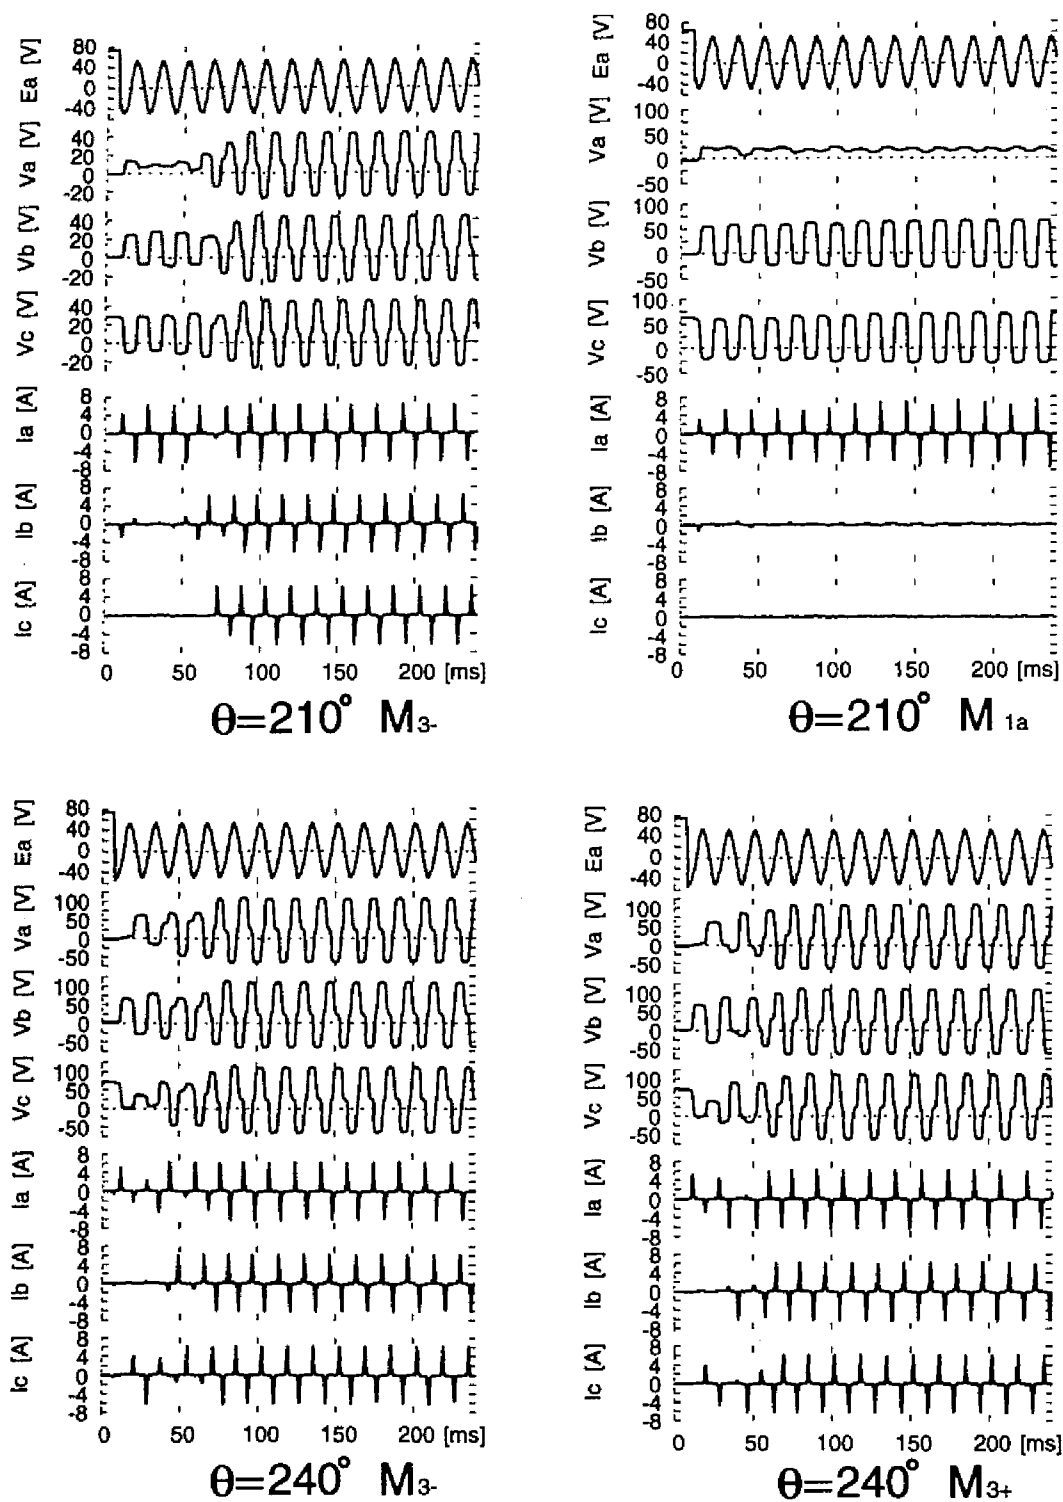 Ea [V] 80 40 0 -40
Va [V] 40 20 0 -20
Vb [V] 40 20 0 -20
Vc [V] 40 20 0 -20
Ia [A] 8 4 0 -4 -8
Ib [A] 8 4 0 -4 -8
Ic [A] 8 4 0 -4 -8
0 50 100 150 200 [ms]
θ=210° M3-
Ea [V] 80 40 0 -40
Va [V] 100 50 0 -50
Vb [V] 100 50 0 -50
Vc [V] 100 50 0 -50
Ia [A] 8 4 0 -4 -8
Ib [A] 8 4 0 -4 -8
Ic [A] 8 4 0 -4 -8
0 50 100 150 200 [ms]
θ=210° M 1a
Ea [V] 80 40 0 -40
Va [V] 100 50 0 -50
Vb [V] 100 50 0 -50
Vc [V] 100 50 0 -50
Ia [A] 8 4 0 -4 -8
Ib [A] 8 4 0 -4 -8
Ic [A] 8 4 0 -4 -8
0 50 100 150 200 [ms]
θ=240° M3-
Ea [V] 80 40 0 -40
Va [V] 100 50 0 -50
Vb [V] 100 50 0 -50
Vc [V] 100 50 0 -50
Ia [A] 8 4 0 -4 -8
Ib [A] 8 4 0 -4 -8
Ic [A] 8 4 0 -4 -8
0 50 100 150 200 [ms]
θ=240° M3+